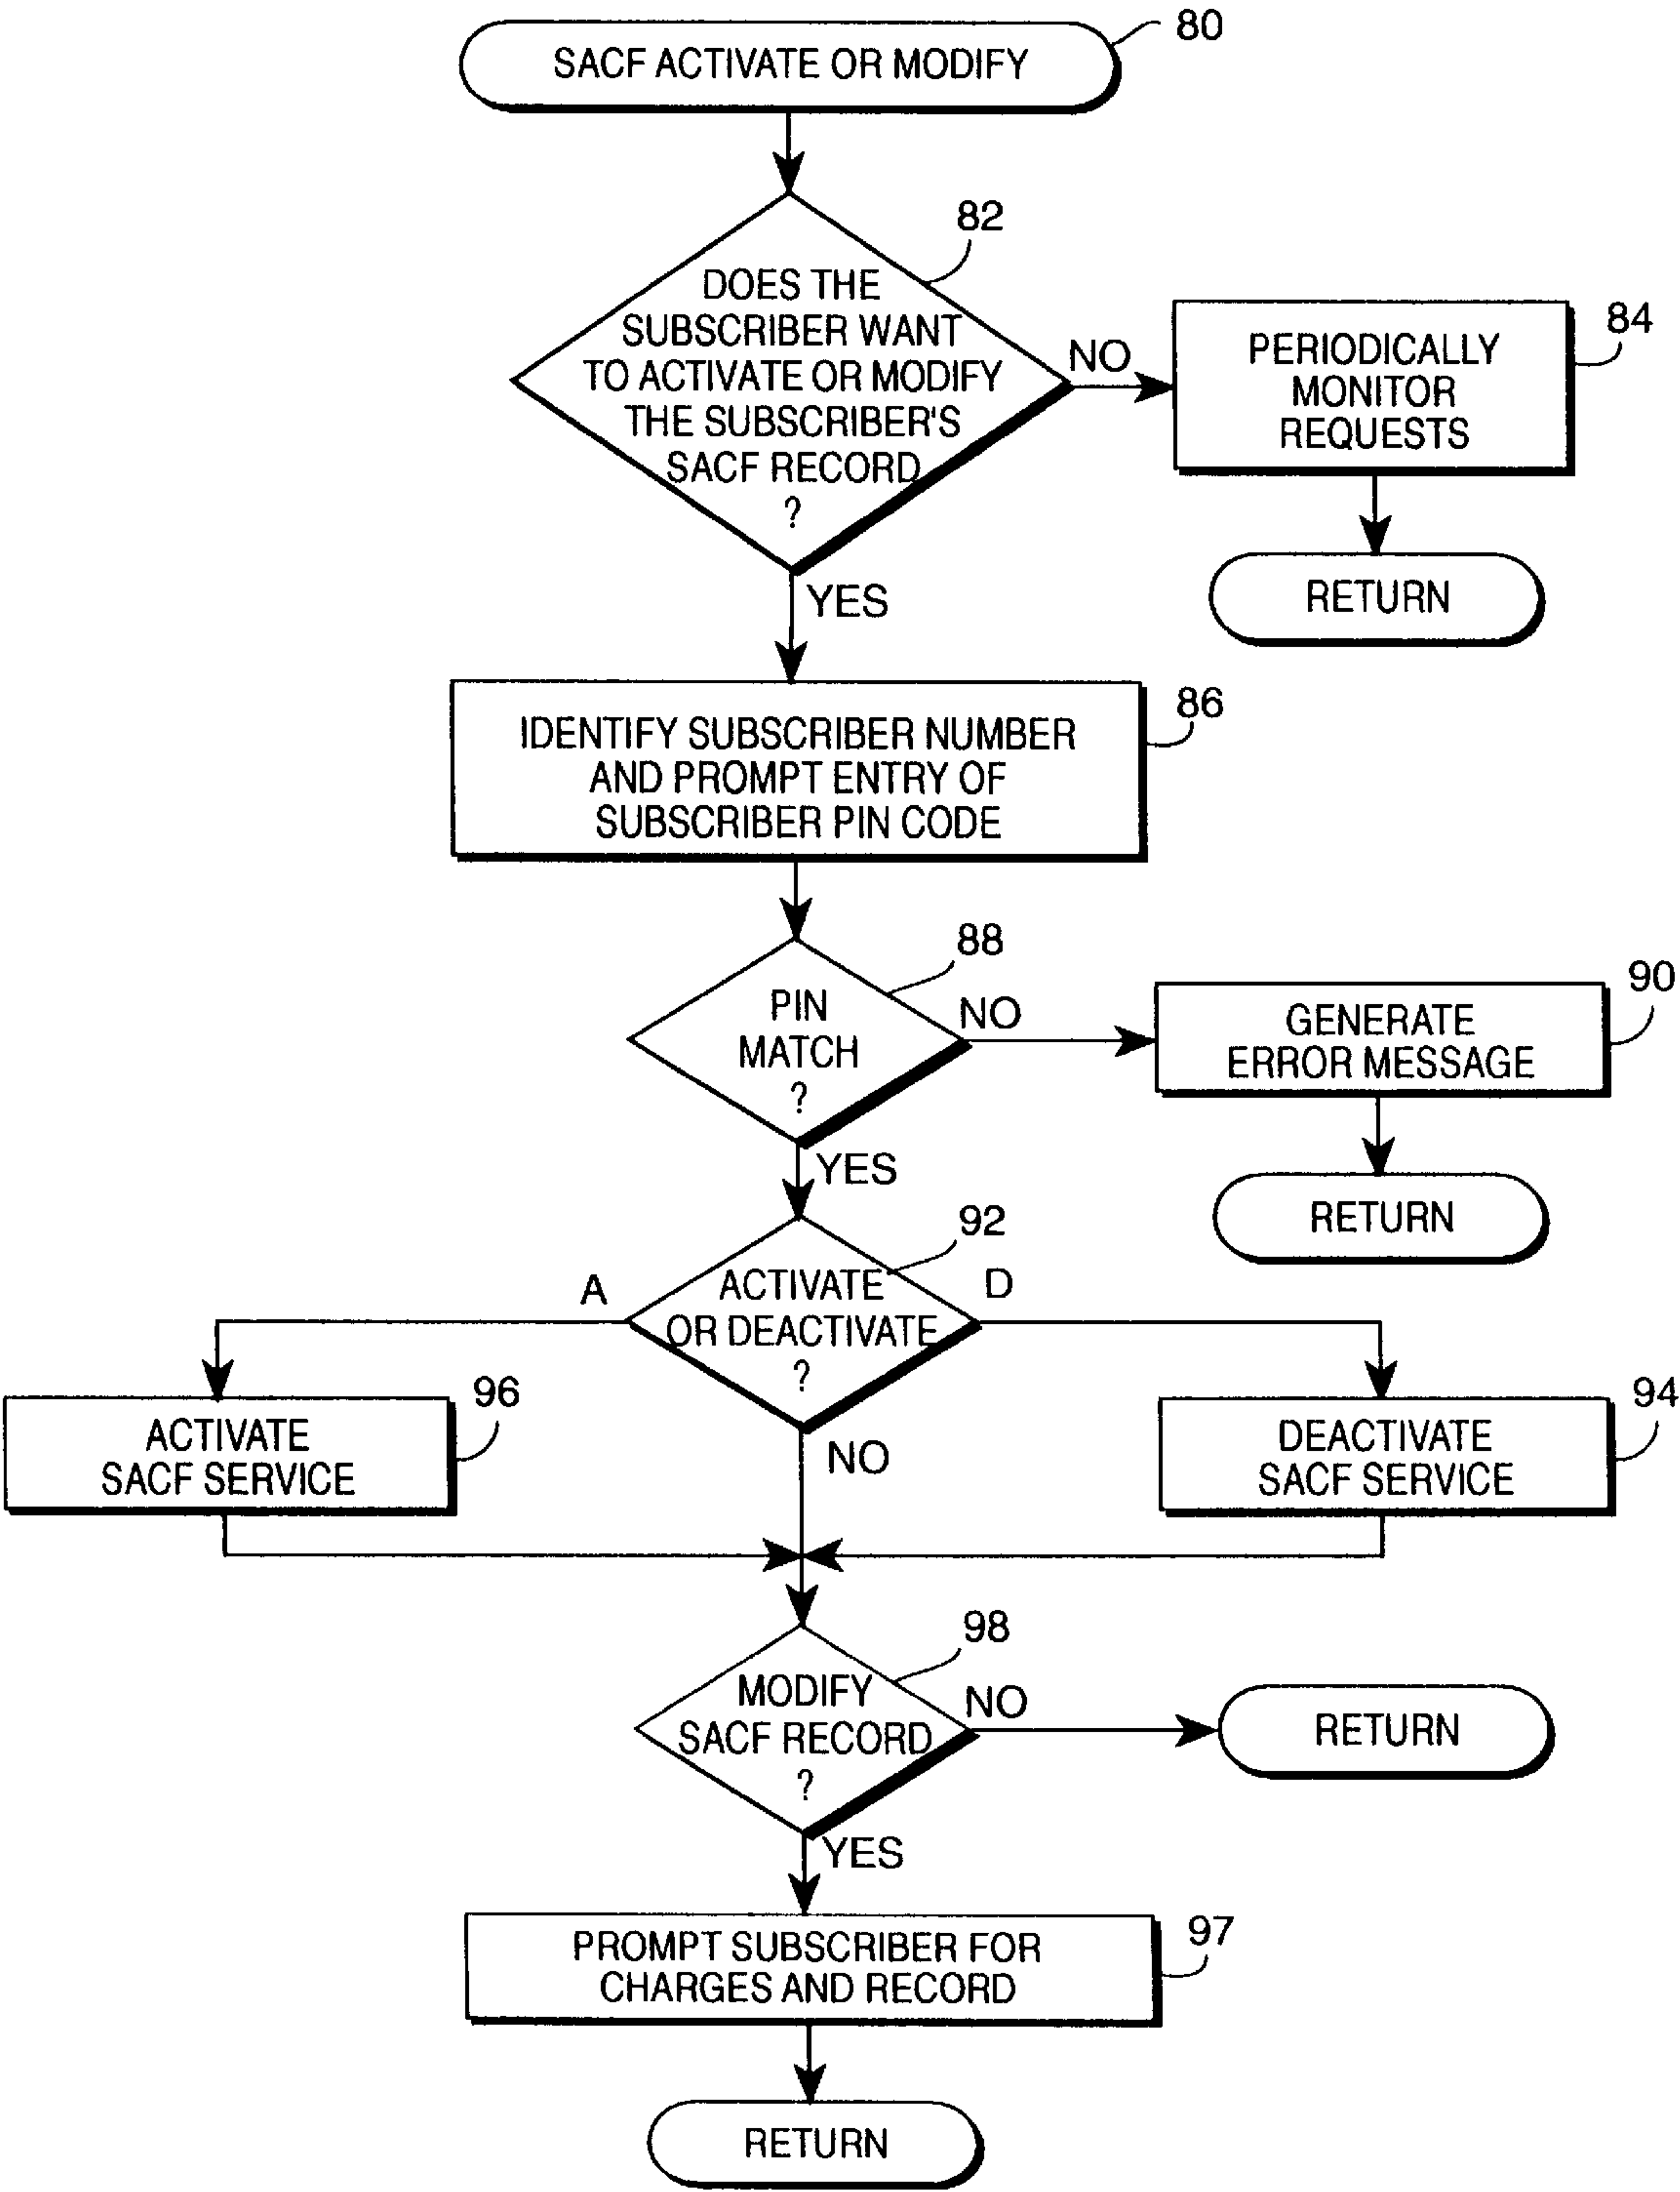 80
SACF ACTIVATE OR MODIFY
82
DOES THE
SUBSCRIBER WANT
TO ACTIVATE OR MODIFY
THE SUBSCRIBER'S
SACF RECORD
?
NO
84
PERIODICALLY
MONITOR
REQUESTS
RETURN
YES
86
IDENTIFY SUBSCRIBER NUMBER
AND PROMPT ENTRY OF
SUBSCRIBER PIN CODE
88
PIN
MATCH
?
NO
90
GENERATE
ERROR MESSAGE
RETURN
YES
92
ACTIVATE
OR DEACTIVATE
?
A
D
96
ACTIVATE
SACF SERVICE
NO
94
DEACTIVATE
SACF SERVICE
98
MODIFY
SACF RECORD
?
NO
RETURN
YES
97
PROMPT SUBSCRIBER FOR
CHARGES AND RECORD
RETURN